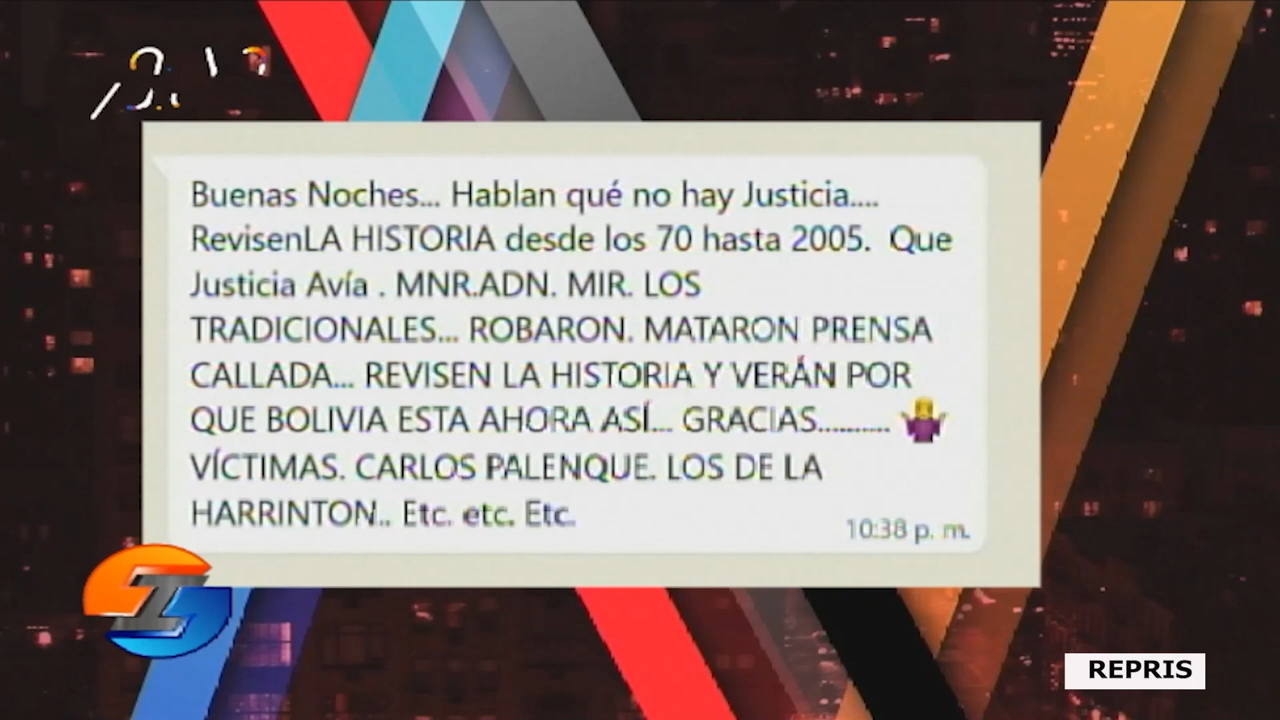 Buenas Noches... Hablan qué no hay Justicia....
RevisenLA HISTORIA desde los 70 hasta 2005.  Que
Justicia Avía . MNR.ADN. MIR. LOS
TRADICIONALES... ROBARON. MATARON PRENSA
CALLADA... REVISEN LA HISTORIA Y VERÁN POR
QUE BOLIVIA ESTA AHORA ASÍ... GRACIAS.......... 🤷
VÍCTIMAS. CARLOS PALENQUE. LOS DE LA
HARRINTON.. Etc. etc. Etc.
10:38 p. m.
REPRIS